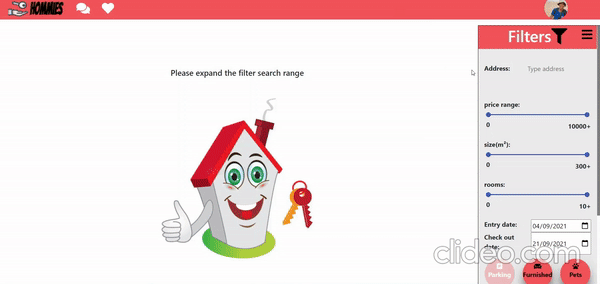 HOMMIES
Filters
Please expand the filter search range
Address: Type address
price range:
0 10000+
size(m²):
0 300+
rooms:
0 10+
Entry date: 04/09/2021
Check out date: 21/09/2021
clideo.com
Parking Furnished Pets